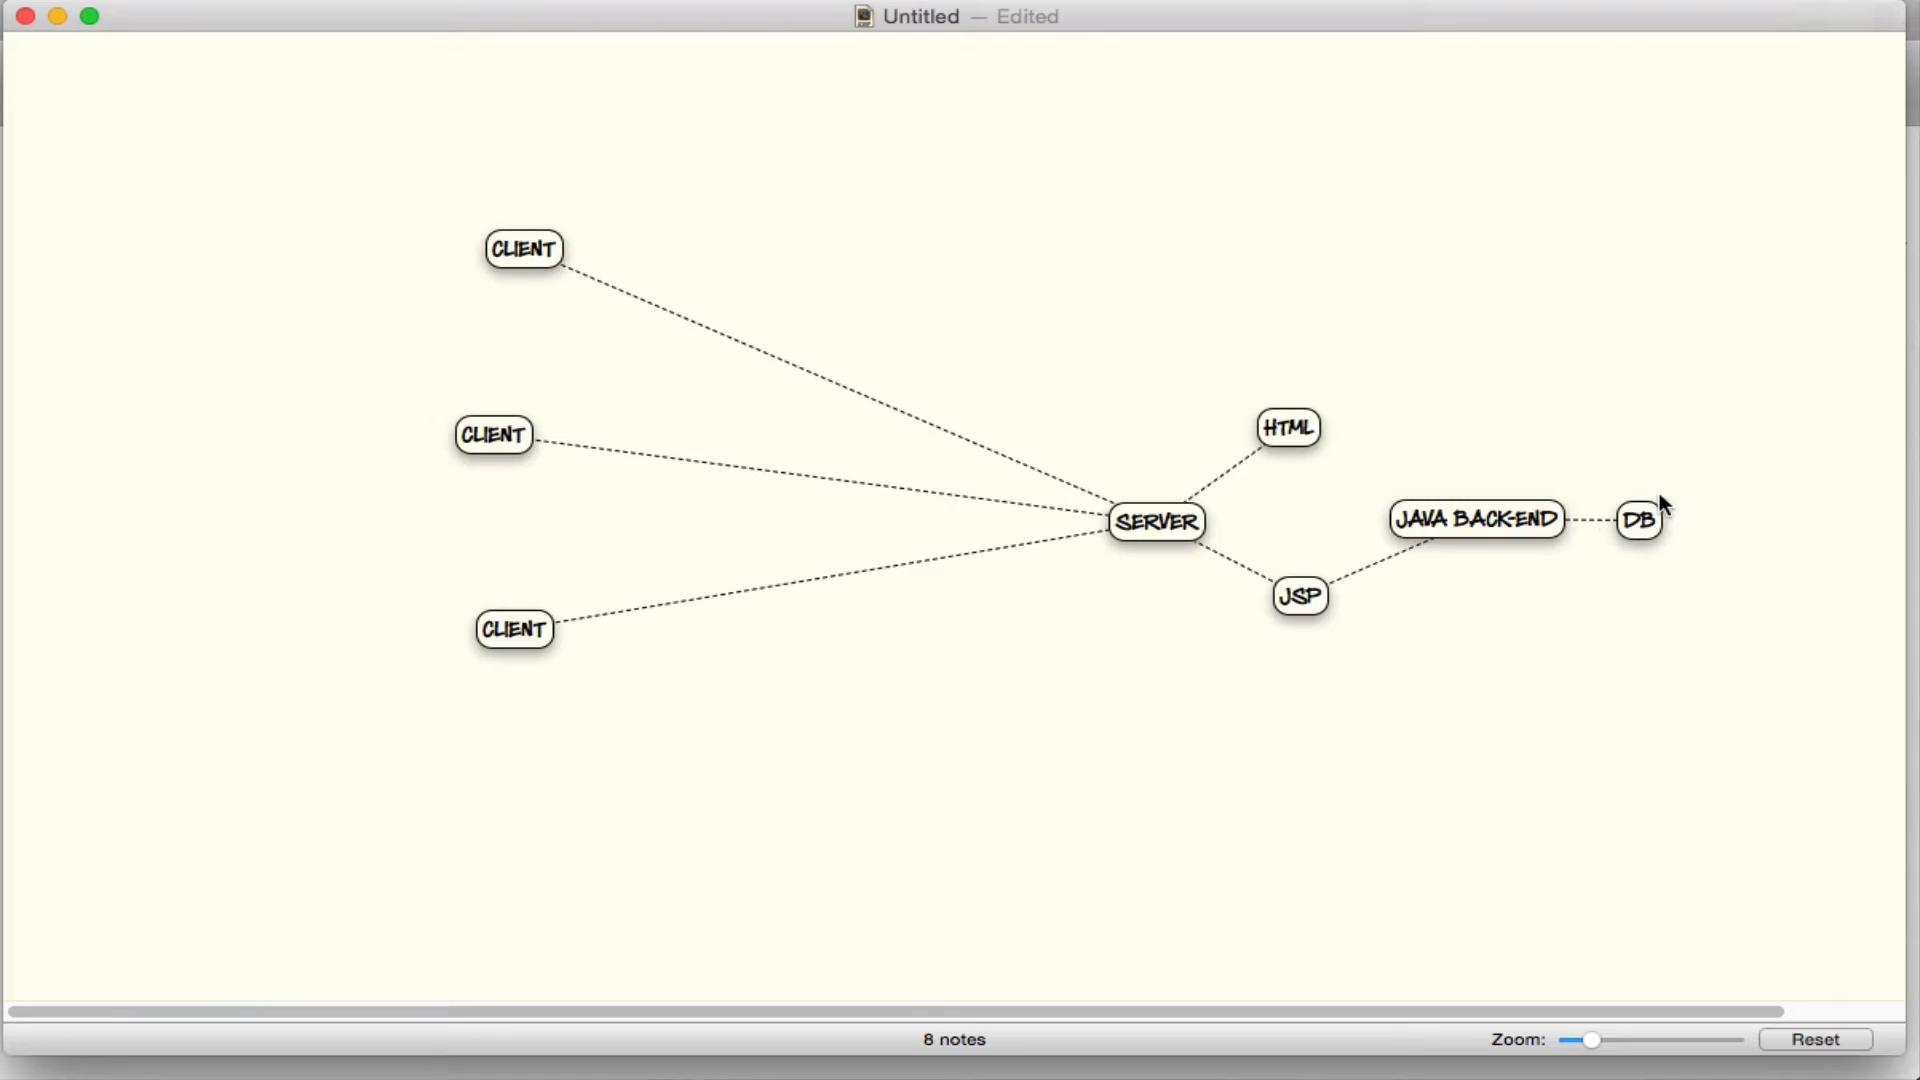 Untitled — Edited
CLIENT
CLIENT
HTML
SERVER
JAVA BACK-END
DB
JSP
CLIENT
8 notes
Zoom:
Reset